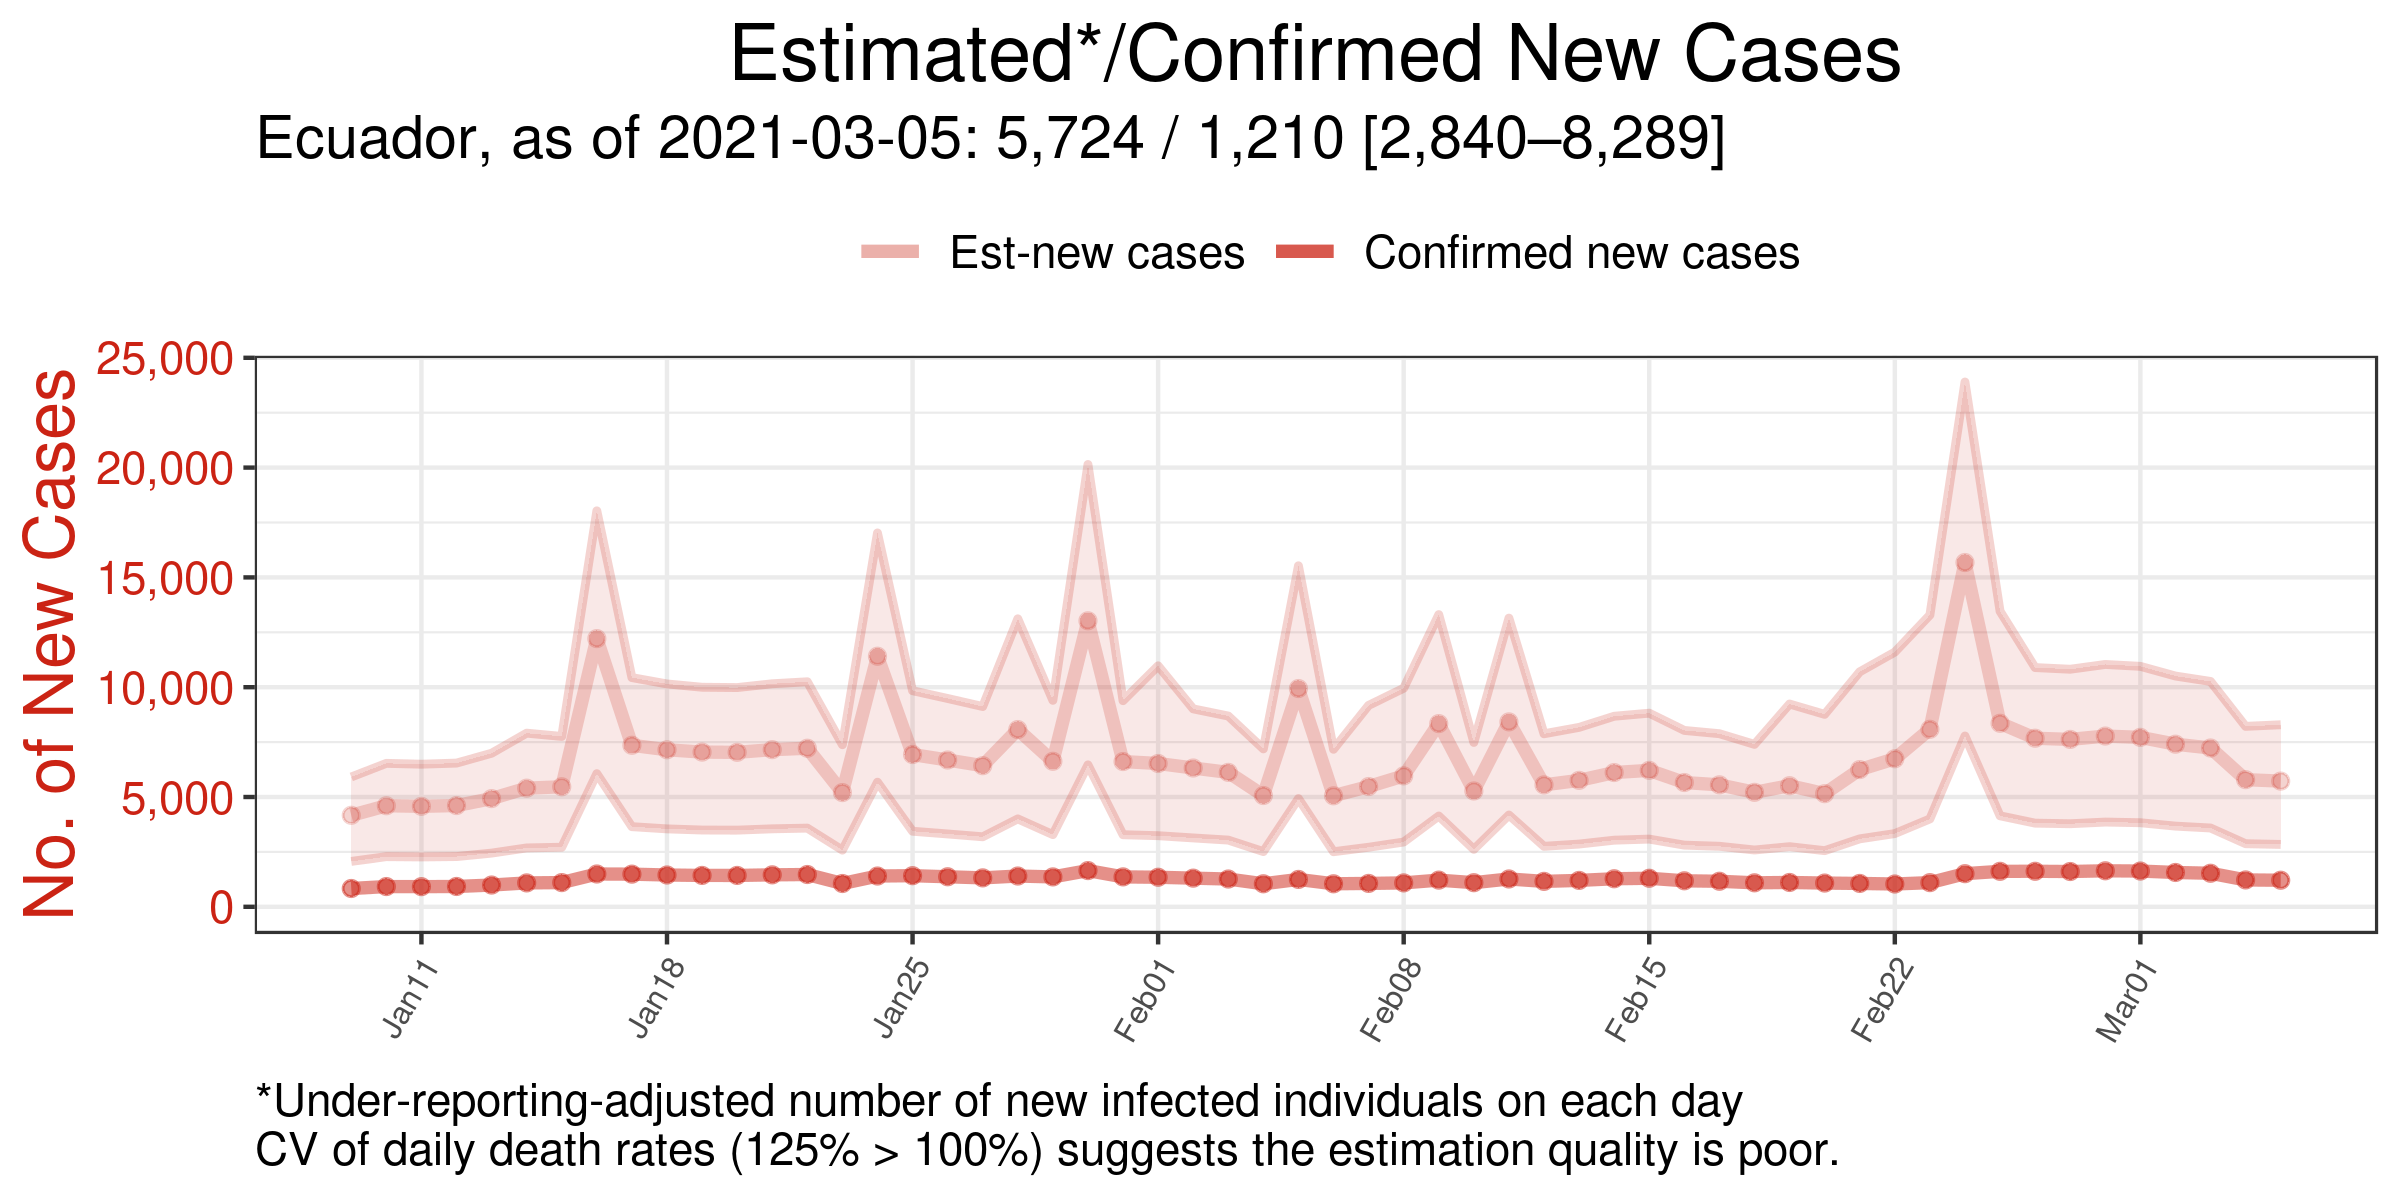 Estimated*/Confirmed New Cases
Ecuador, as of 2021-03-05: 5,724 / 1,210 [2,840–8,289]
Est-new cases Confirmed new cases
No. of New Cases
25,000
20,000
15,000
10,000
5,000
0
Jan11 Jan18 Jan25 Feb01 Feb08 Feb15 Feb22 Mar01
*Under-reporting-adjusted number of new infected individuals on each day
CV of daily death rates (125% > 100%) suggests the estimation quality is poor.